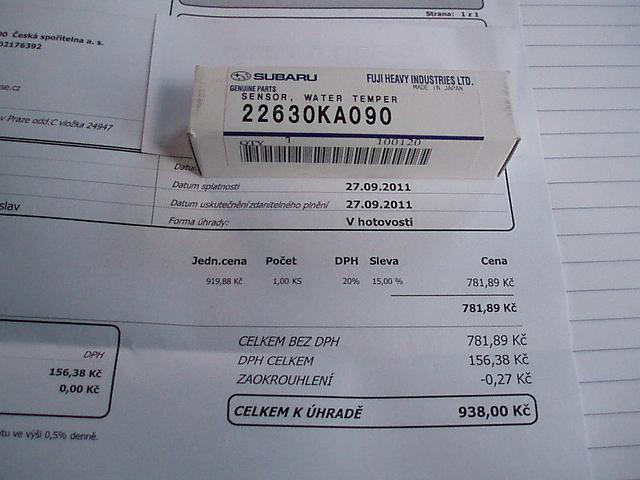 Strana: 1 z 1
Česká spořitelna a. s.
02176392
se.cz
v Praze odd.C vložka 24947
SUBARU
FUJI HEAVY INDUSTRIES LTD.
GENUINE PARTS
MADE IN JAPAN
SENSOR, WATER TEMPER
22630KA090
QTY 1 100120
Datu
Datum splatnosti 27.09.2011
slav
Datum uskutečnění zdanitelného plnění 27.09.2011
Forma úhrady: V hotovosti
Jedn.cena Počet DPH Sleva Cena
919,88 Kč 1,00 KS 20% 15,00 % 781,89 Kč
781,89 Kč
CELKEM BEZ DPH 781,89 Kč
DPH
DPH CELKEM 156,38 Kč
156,38 Kč
ZAOKROUHLENÍ -0,27 Kč
0,00 Kč
CELKEM K ÚHRADĚ 938,00 Kč
tu ve výši 0,5% denně.